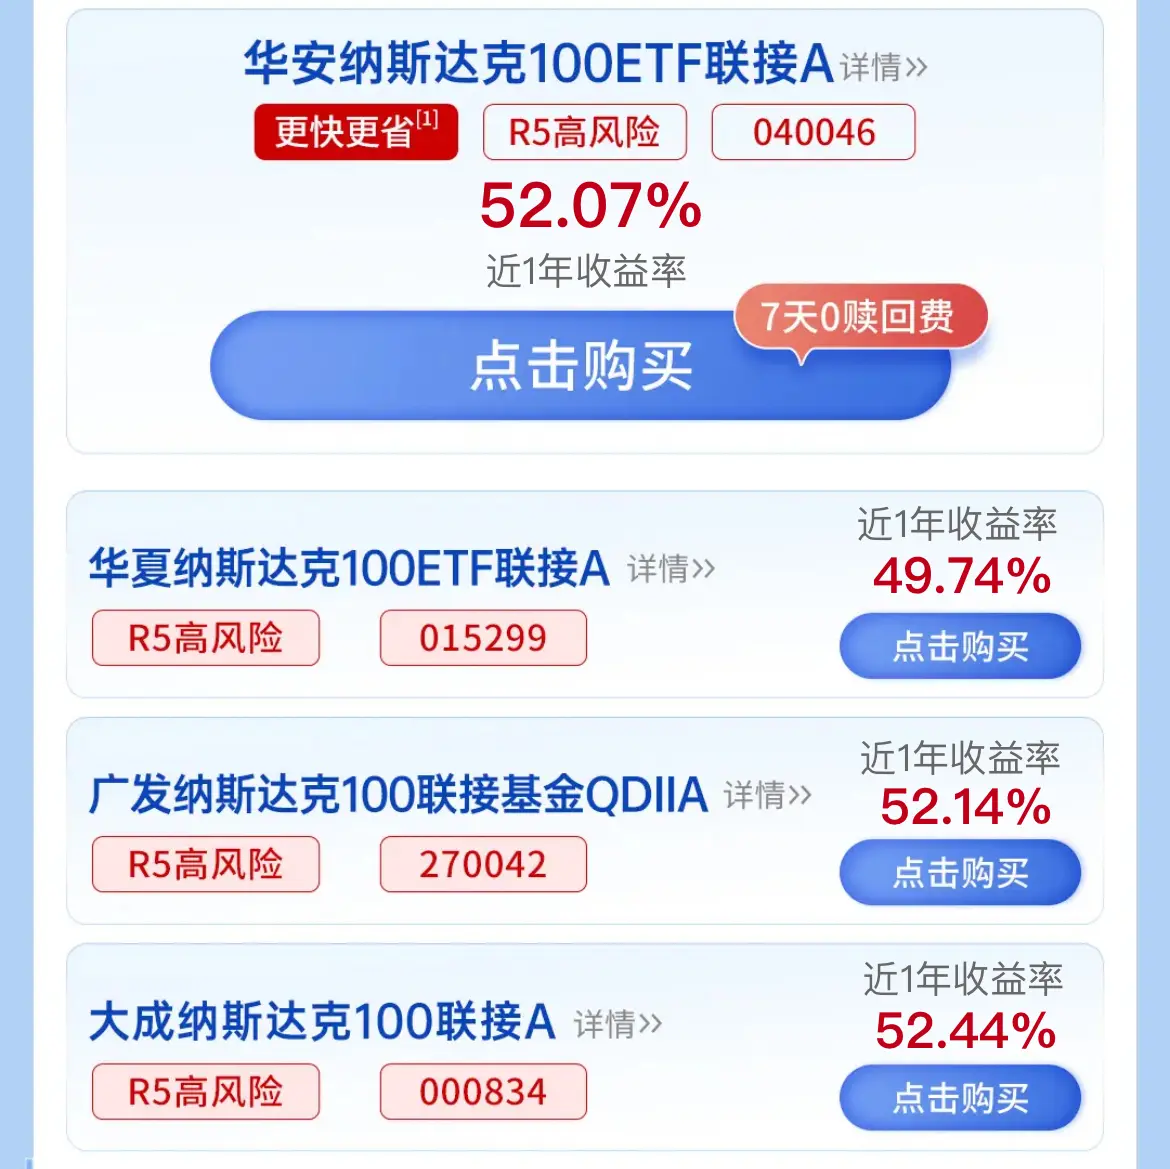 华安纳斯达克100ETF联接A 详情>>
更快更省[1] R5高风险 040046
52.07%
近1年收益率
7天0赎回费
点击购买
近1年收益率
华夏纳斯达克100ETF联接A 详情>>
49.74%
R5高风险 015299
点击购买
近1年收益率
广发纳斯达克100联接基金QDIIA 详情>>
52.14%
R5高风险 270042
点击购买
近1年收益率
大成纳斯达克100联接A 详情>>
52.44%
R5高风险 000834
点击购买